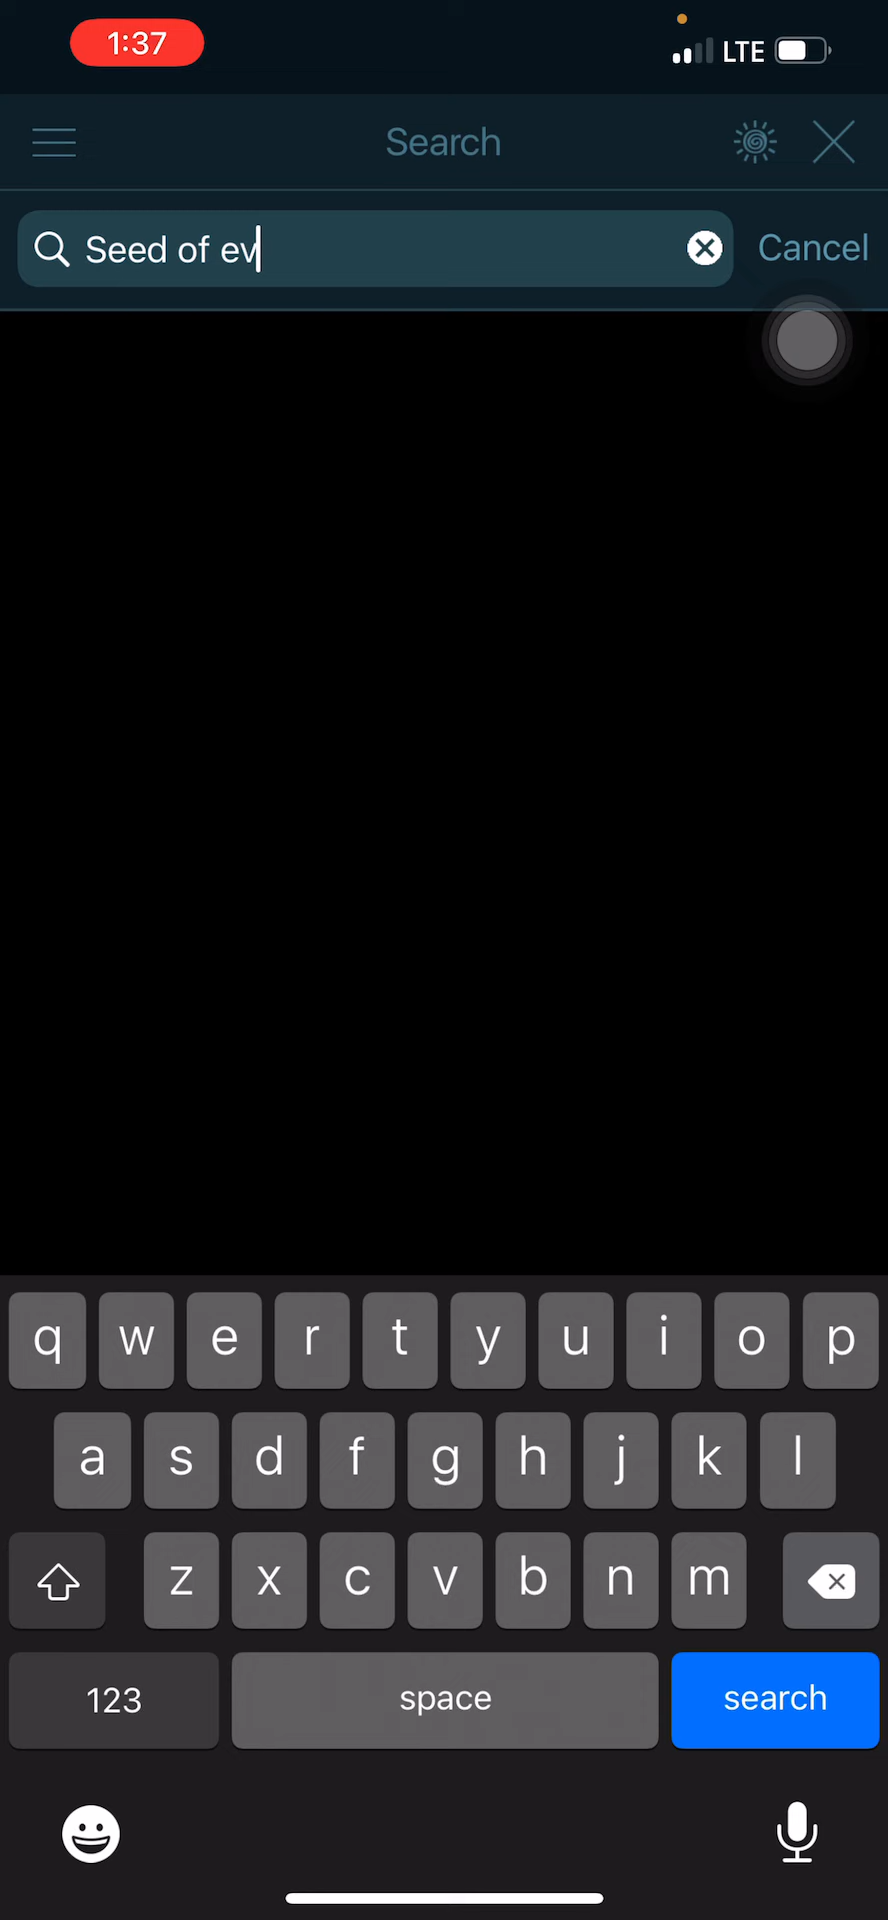 1:37
LTE
Search
Seed of ev
Cancel
q w e r t y u i o p
a s d f g h j k l
z x c v b n m
123 space search